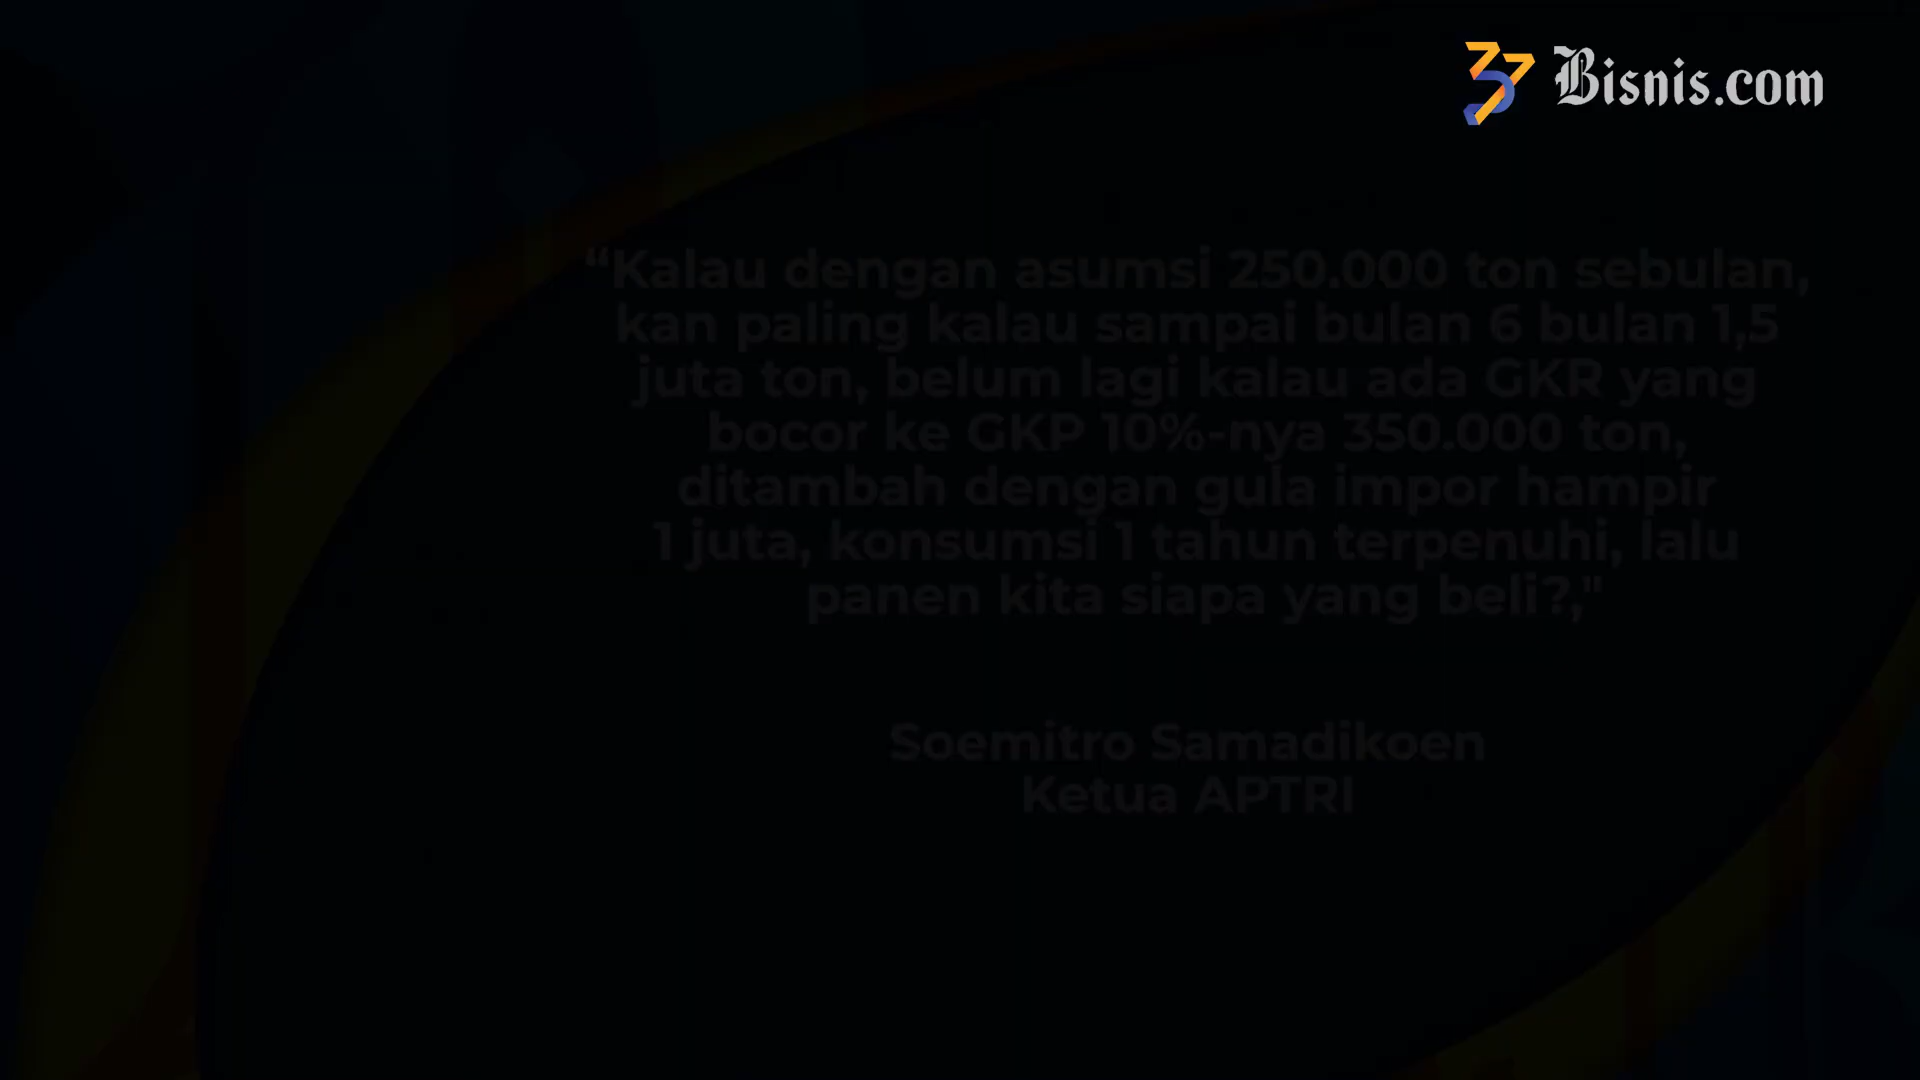 37 Bisnis.com
“Kalau dengan asumsi 250.000 ton sebulan,
kan paling kalau sampai bulan 6 bulan 1,5
juta ton, belum lagi kalau ada GKR yang
bocor ke GKP 10%-nya 350.000 ton,
ditambah dengan gula impor hampir
1 juta, konsumsi 1 tahun terpenuhi, lalu
panen kita siapa yang beli?,"
Soemitro Samadikoen
Ketua APTRI